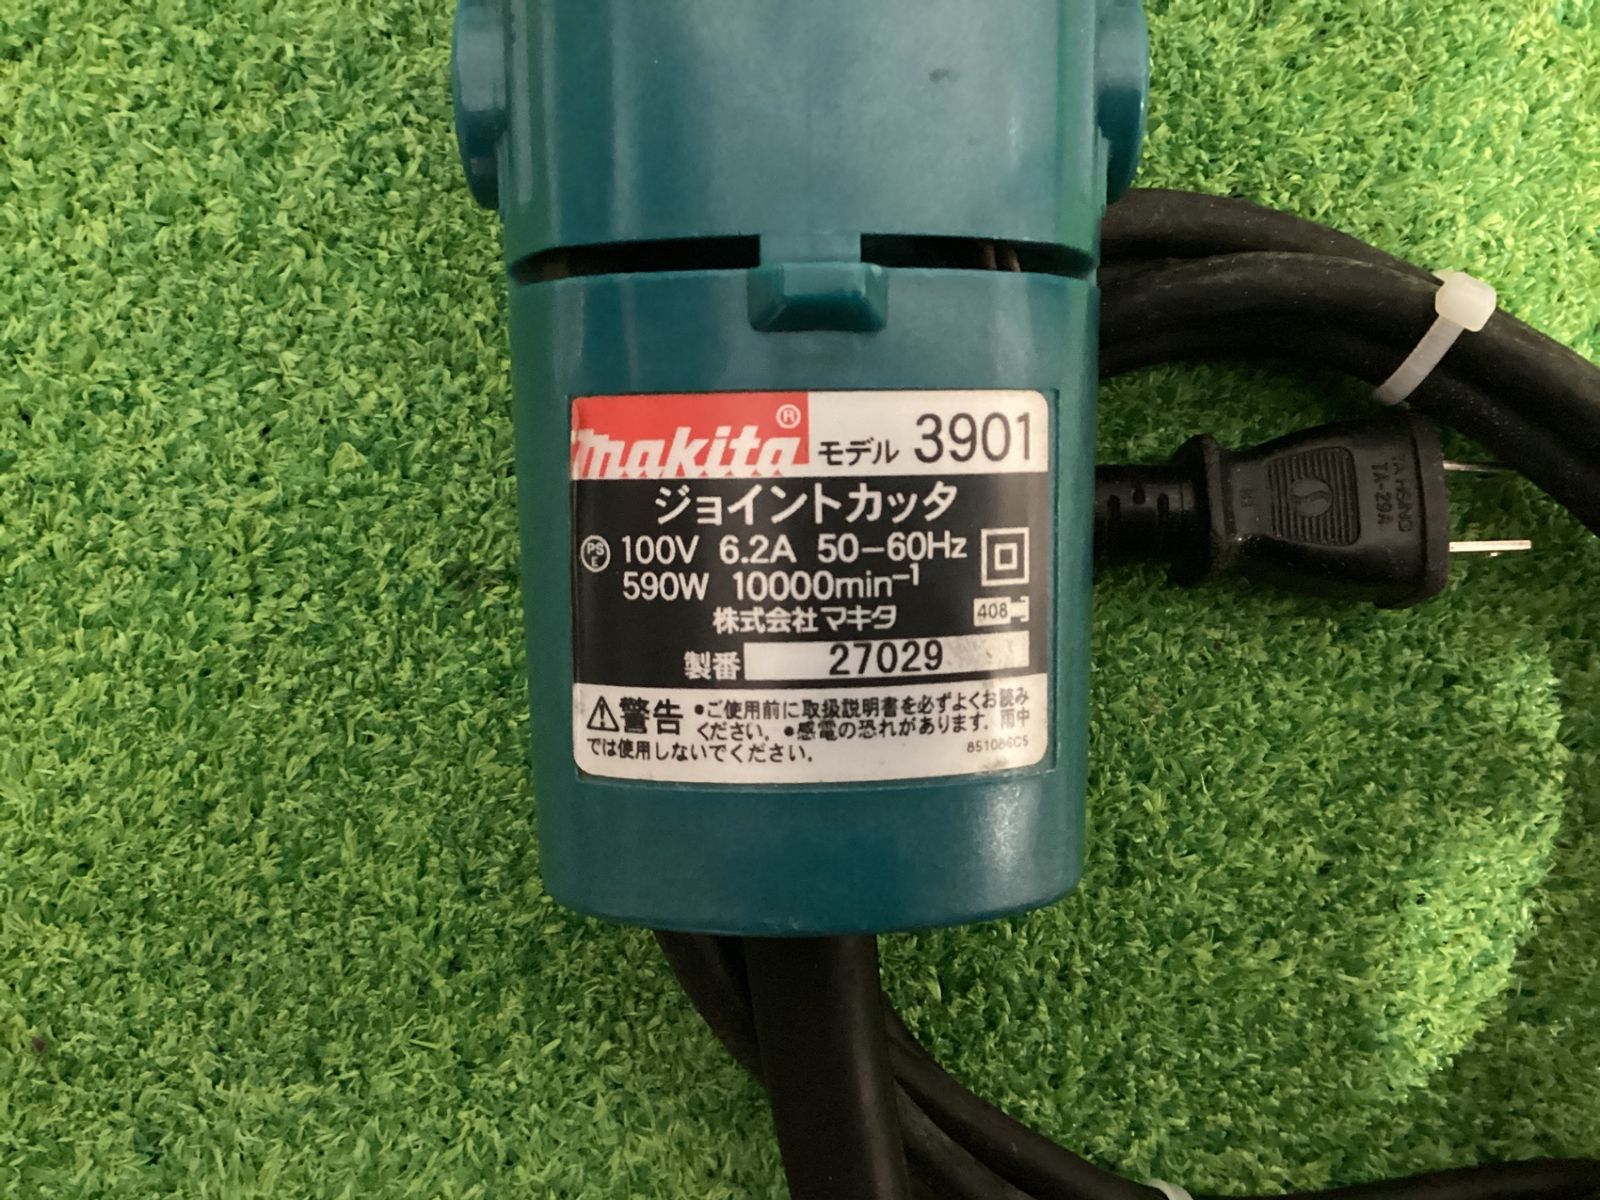 makita® モデル 3901
ジョイントカッタ
PS E 100V 6.2A 50-60Hz
590W 10000min⁻¹
株式会社マキタ 408
製番 27029
⚠警告 •ご使用前に取扱説明書を必ずよくお読み
ください。•感電の恐れがあります。雨中
では使用しないでください。 851086C5
TA HSING
TA-29A